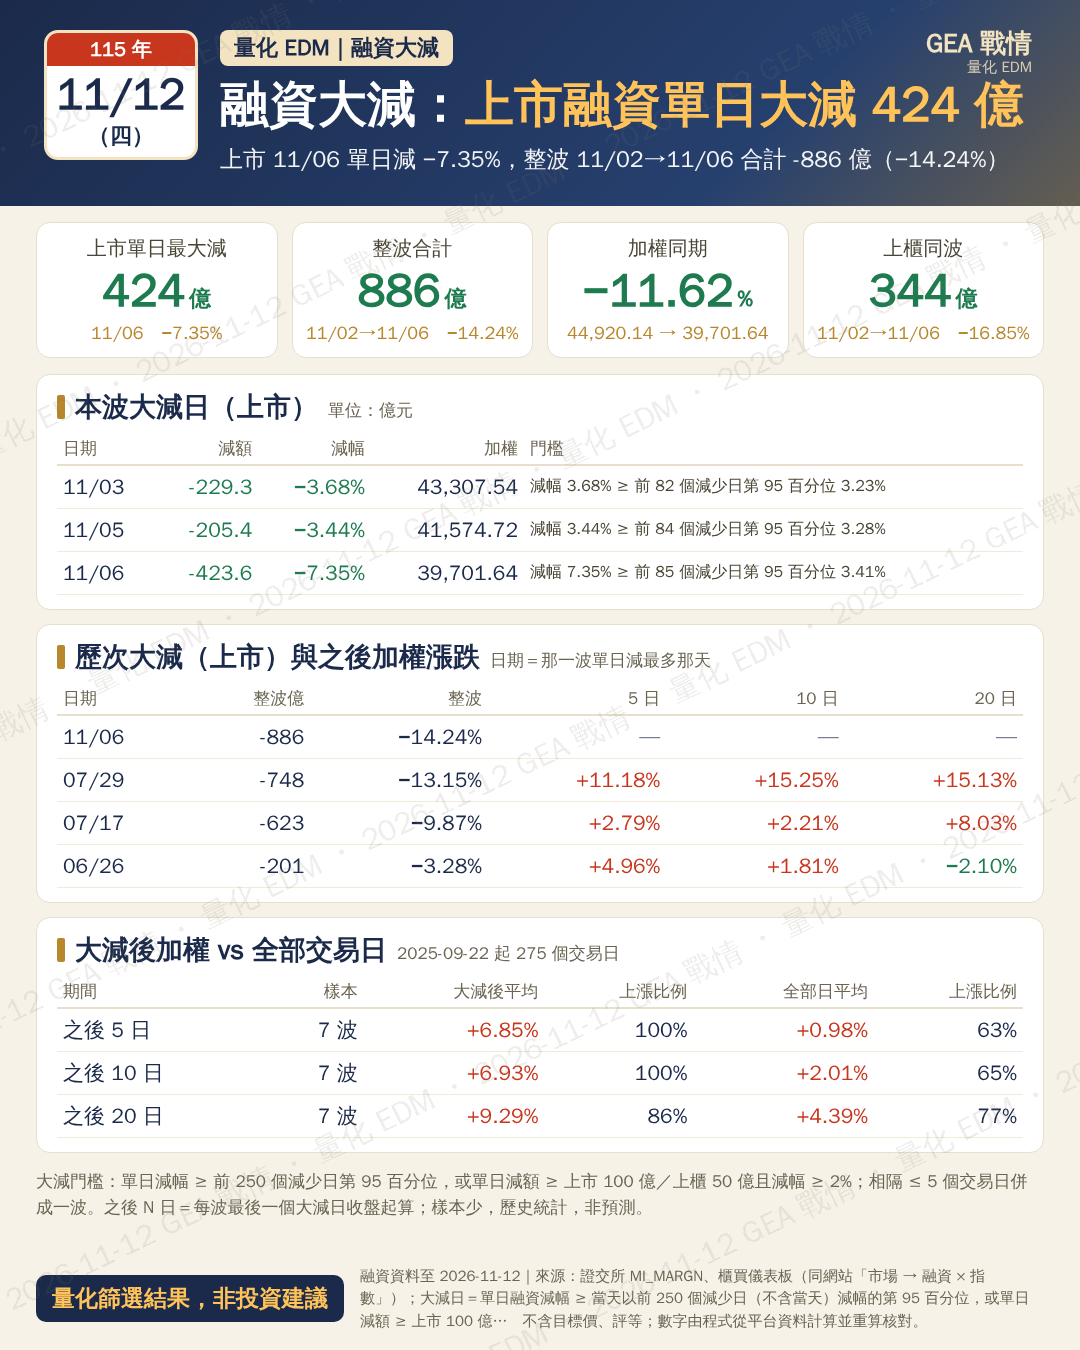 115 年
11/12
（四）
量化 EDM｜融資大減
GEA 戰情
量化 EDM
融資大減：上市融資單日大減 424 億
上市 11/06 單日減 −7.35%，整波 11/02→11/06 合計 -886 億（−14.24%）
上市單日最大減
424 億
11/06 −7.35%
整波合計
886 億
11/02→11/06 −14.24%
加權同期
−11.62 %
44,920.14 → 39,701.64
上櫃同波
344 億
11/02→11/06 −16.85%
本波大減日（上市） 單位：億元
日期 減額 減幅 加權 門檻
11/03 -229.3 −3.68% 43,307.54 減幅 3.68% ≥ 前 82 個減少日第 95 百分位 3.23%
11/05 -205.4 −3.44% 41,574.72 減幅 3.44% ≥ 前 84 個減少日第 95 百分位 3.28%
11/06 -423.6 −7.35% 39,701.64 減幅 7.35% ≥ 前 85 個減少日第 95 百分位 3.41%
歷次大減（上市）與之後加權漲跌 日期＝那一波單日減最多那天
日期 整波億 整波 5 日 10 日 20 日
11/06 -886 −14.24% — — —
07/29 -748 −13.15% +11.18% +15.25% +15.13%
07/17 -623 −9.87% +2.79% +2.21% +8.03%
06/26 -201 −3.28% +4.96% +1.81% −2.10%
大減後加權 vs 全部交易日 2025-09-22 起 275 個交易日
期間 樣本 大減後平均 上漲比例 全部日平均 上漲比例
之後 5 日 7 波 +6.85% 100% +0.98% 63%
之後 10 日 7 波 +6.93% 100% +2.01% 65%
之後 20 日 7 波 +9.29% 86% +4.39% 77%
大減門檻：單日減幅 ≥ 前 250 個減少日第 95 百分位，或單日減額 ≥ 上市 100 億／上櫃 50 億且減幅 ≥ 2%；相隔 ≤ 5 個交易日併
成一波。之後 N 日＝每波最後一個大減日收盤起算；樣本少，歷史統計，非預測。
量化篩選結果，非投資建議
融資資料至 2026-11-12｜來源：證交所 MI_MARGN、櫃買儀表板（同網站「市場 → 融資 × 指
數」）；大減日＝單日融資減幅 ≥ 當天以前 250 個減少日（不含當天）減幅的第 95 百分位，或單日
減額 ≥ 上市 100 億⋯ 不含目標價、評等；數字由程式從平台資料計算並重算核對。
2026-11-12 GEA 戰情 · 量化 EDM